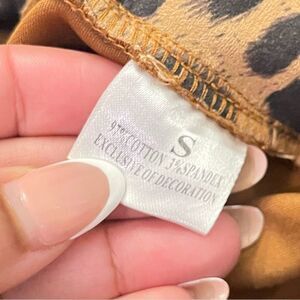 S
97%COTTON 3%SPANDEX
EXCLUSIVE OF DECORATION